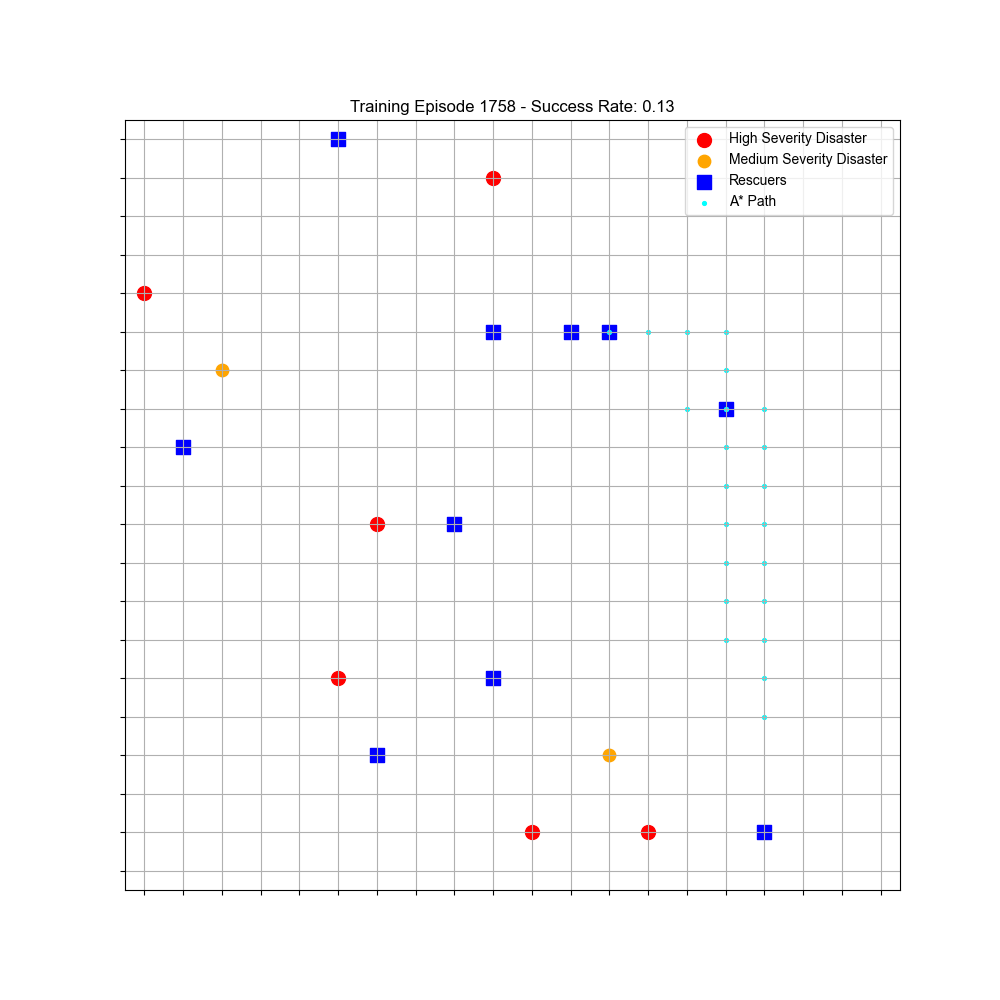 Training Episode 1758 - Success Rate: 0.13
High Severity Disaster
Medium Severity Disaster
Rescuers
A* Path